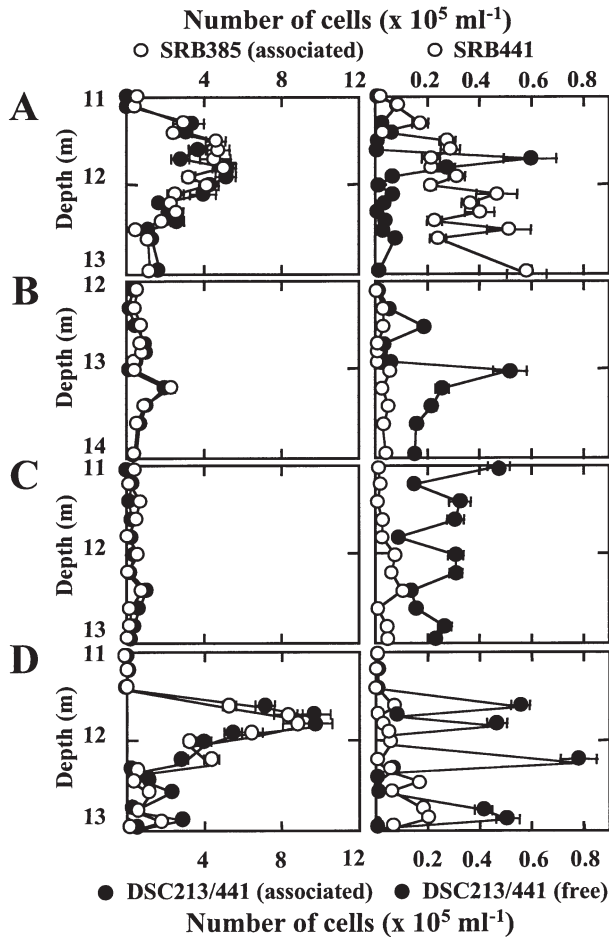 Number of cells (x 10⁵ ml⁻¹)
SRB385 (associated) SRB441
4 8 12 0.2 0.4 0.6 0.8
A
Depth (m)
11
12
13
B
Depth (m)
12
13
14
C
Depth (m)
11
12
13
D
Depth (m)
11
12
13
4 8 12 0.2 0.4 0.6 0.8
DSC213/441 (associated) DSC213/441 (free)
Number of cells (x 10⁵ ml⁻¹)